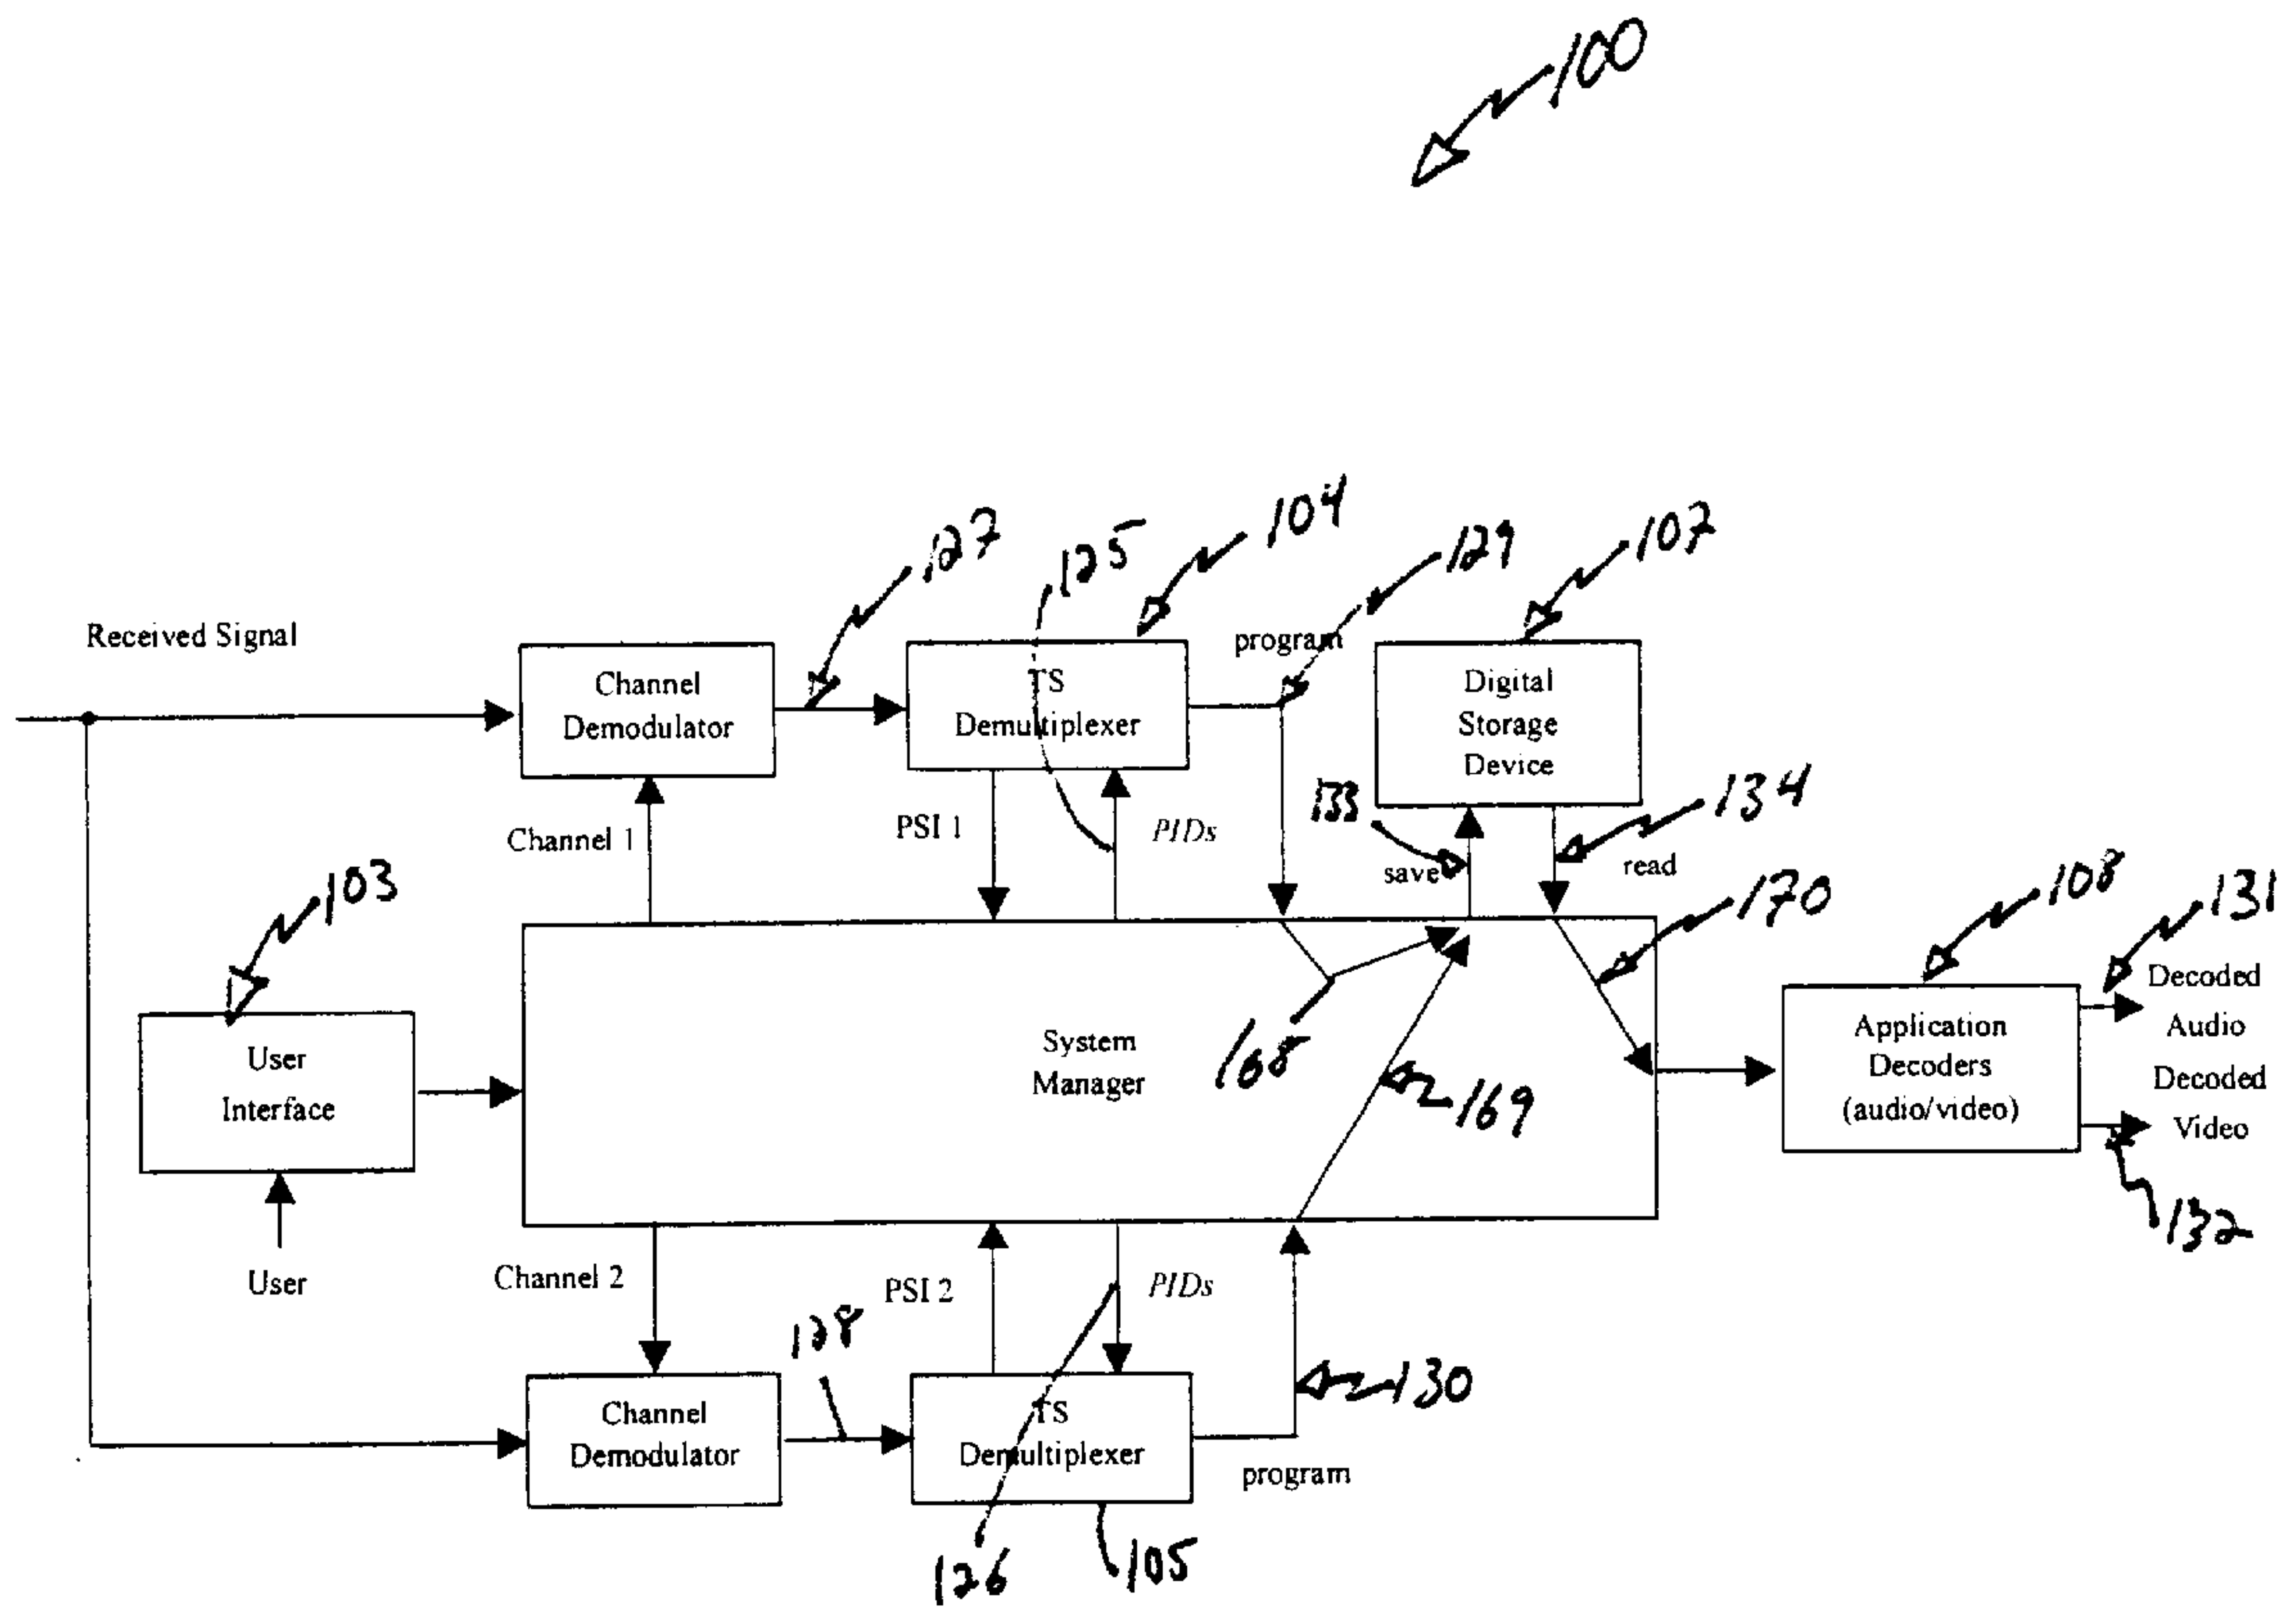 100
127
125
104
129
107
Received Signal
program
Channel
Demodulator
TS
Demultiplexer
Digital
Storage
Device
133
134
Channel 1
PSI 1
PIDs
save
read
103
170
108
131
Decoded
Audio
Decoded
Video
User
Interface
System
Manager
168
169
Application
Decoders
(audio/video)
132
User
Channel 2
PSI 2
PIDs
128
130
Channel
Demodulator
TS
Demultiplexer
program
126
105